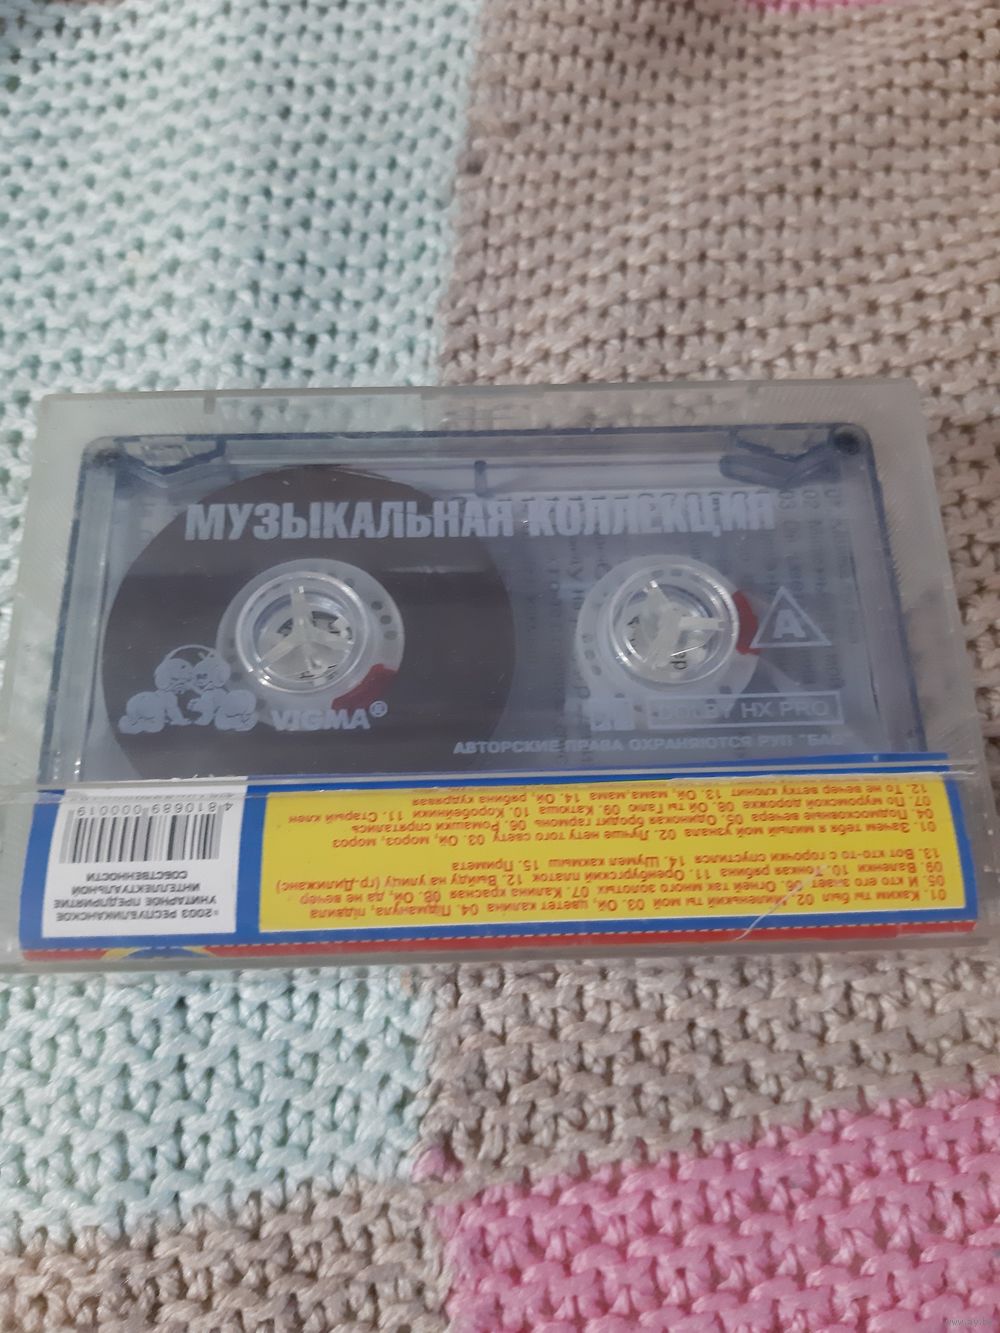 МУЗЫКАЛЬНАЯ КОЛЛЕКЦИЯ
A
VIGMA®
DOLBY HX PRO
АВТОРСКИЕ ПРАВА ОХРАНЯЮТСЯ РУП "БАС
01. Каким ты был 02. Миленький ты мой 03. Ой, цветет калина 04. Підманула, підвила
05. И кто его знает 06. Огней так много золотых 07. Калина красная 08. Ой, да не вечер
09. Валенки 10. Тонкая рябина 11. Оренбургский платок 12. Выйду на улицу (гр.Дилижанс)
13. Вот кто-то с горочки спустился 14. Шумел камыш 15. Примета
01. Зачем тебя я милый мой узнала 02. Лучше нету того свету 03. Ой, мороз, мороз
04. Подмосковные вечера 05. Одинокая бродит гармонь 06. Ромашки спрятались
07. По муромской дорожке 08. Ой ты Галю 09. Катюша 10. Коробейники 11. Старый клен
12. То не вечер ветку клонит 13. Ой, мама, мама 14. Ой, рябина кудрявая
©2003 РЕСПУБЛИКАНСКОЕ
УНИТАРНОЕ ПРЕДПРИЯТИЕ
ИНТЕЛЛЕКТУАЛЬНОЙ
СОБСТВЕННОСТИ
4 810689 000019
www.ay.by